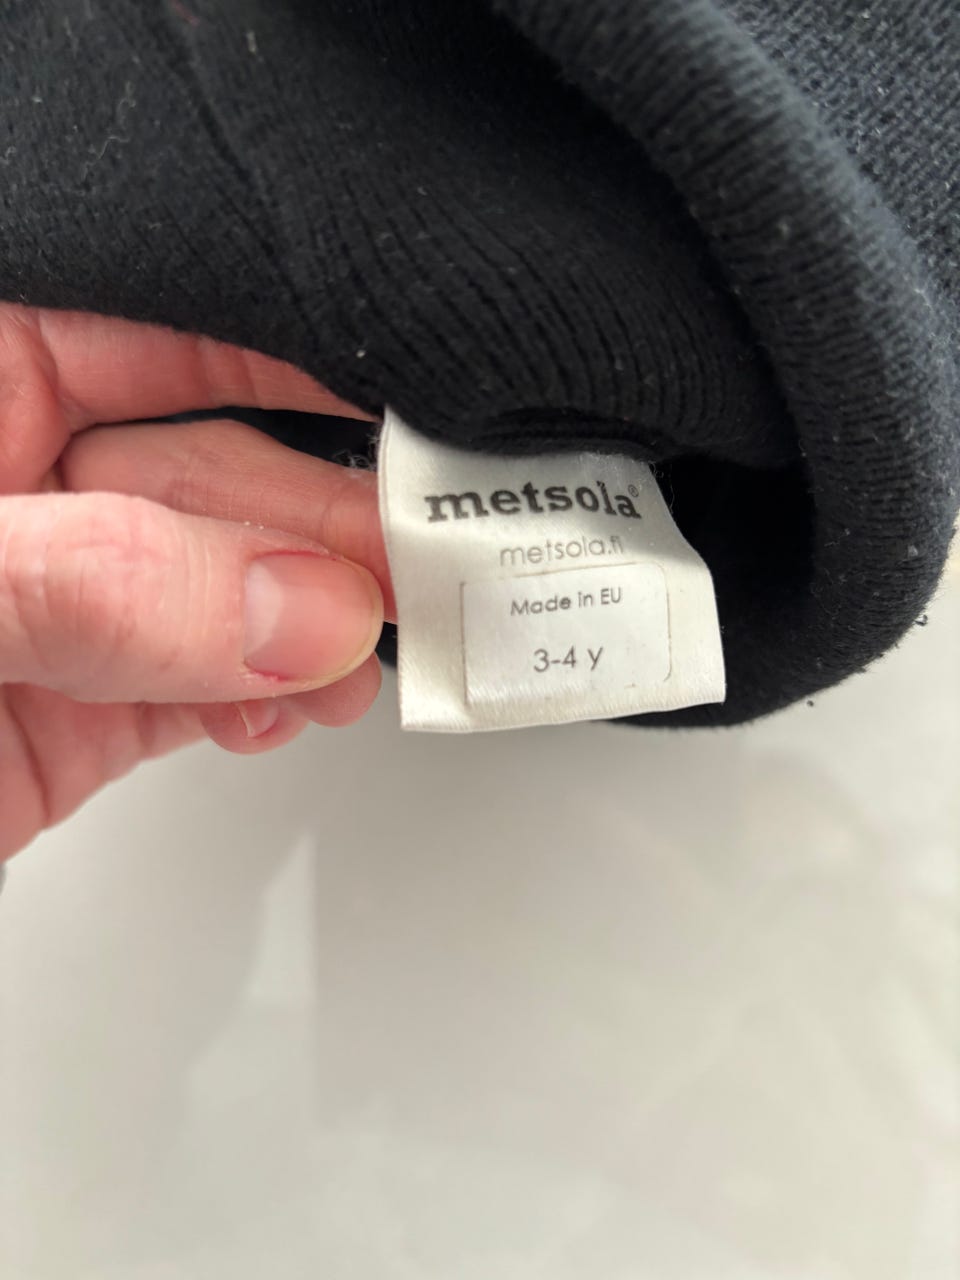 metsola®
metsola.fi
Made in EU
3-4 y